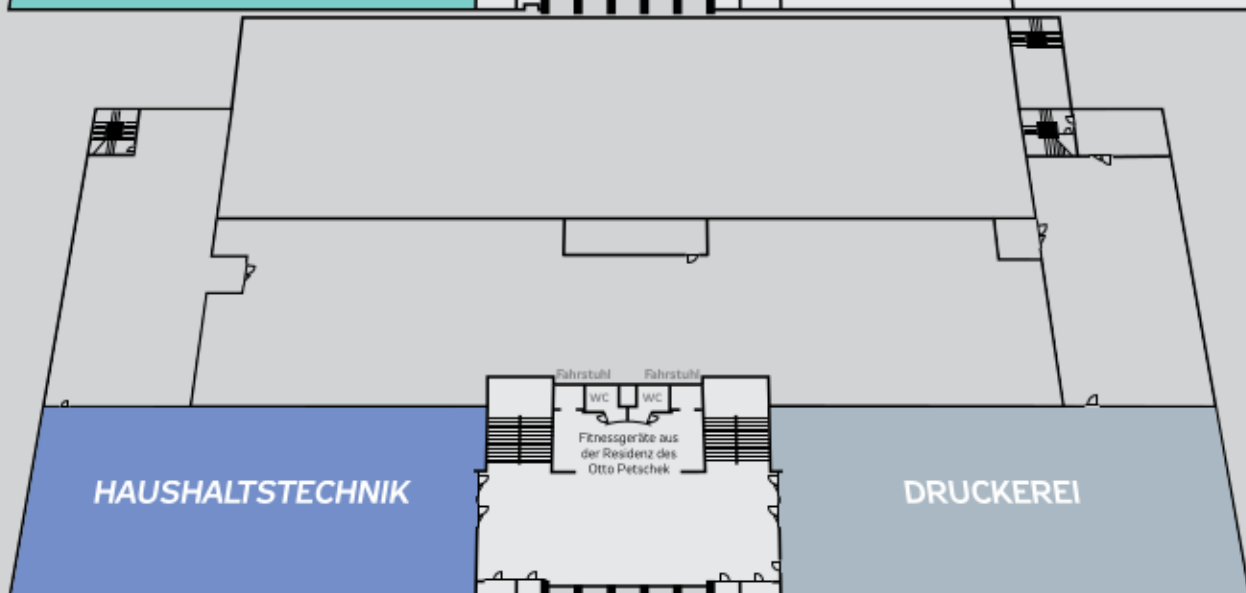 Fahrstuhl Fahrstuhl
WC WC
Fitnessgeräte aus
der Residenz des
Otto Petschek
HAUSHALTSTECHNIK
DRUCKEREI